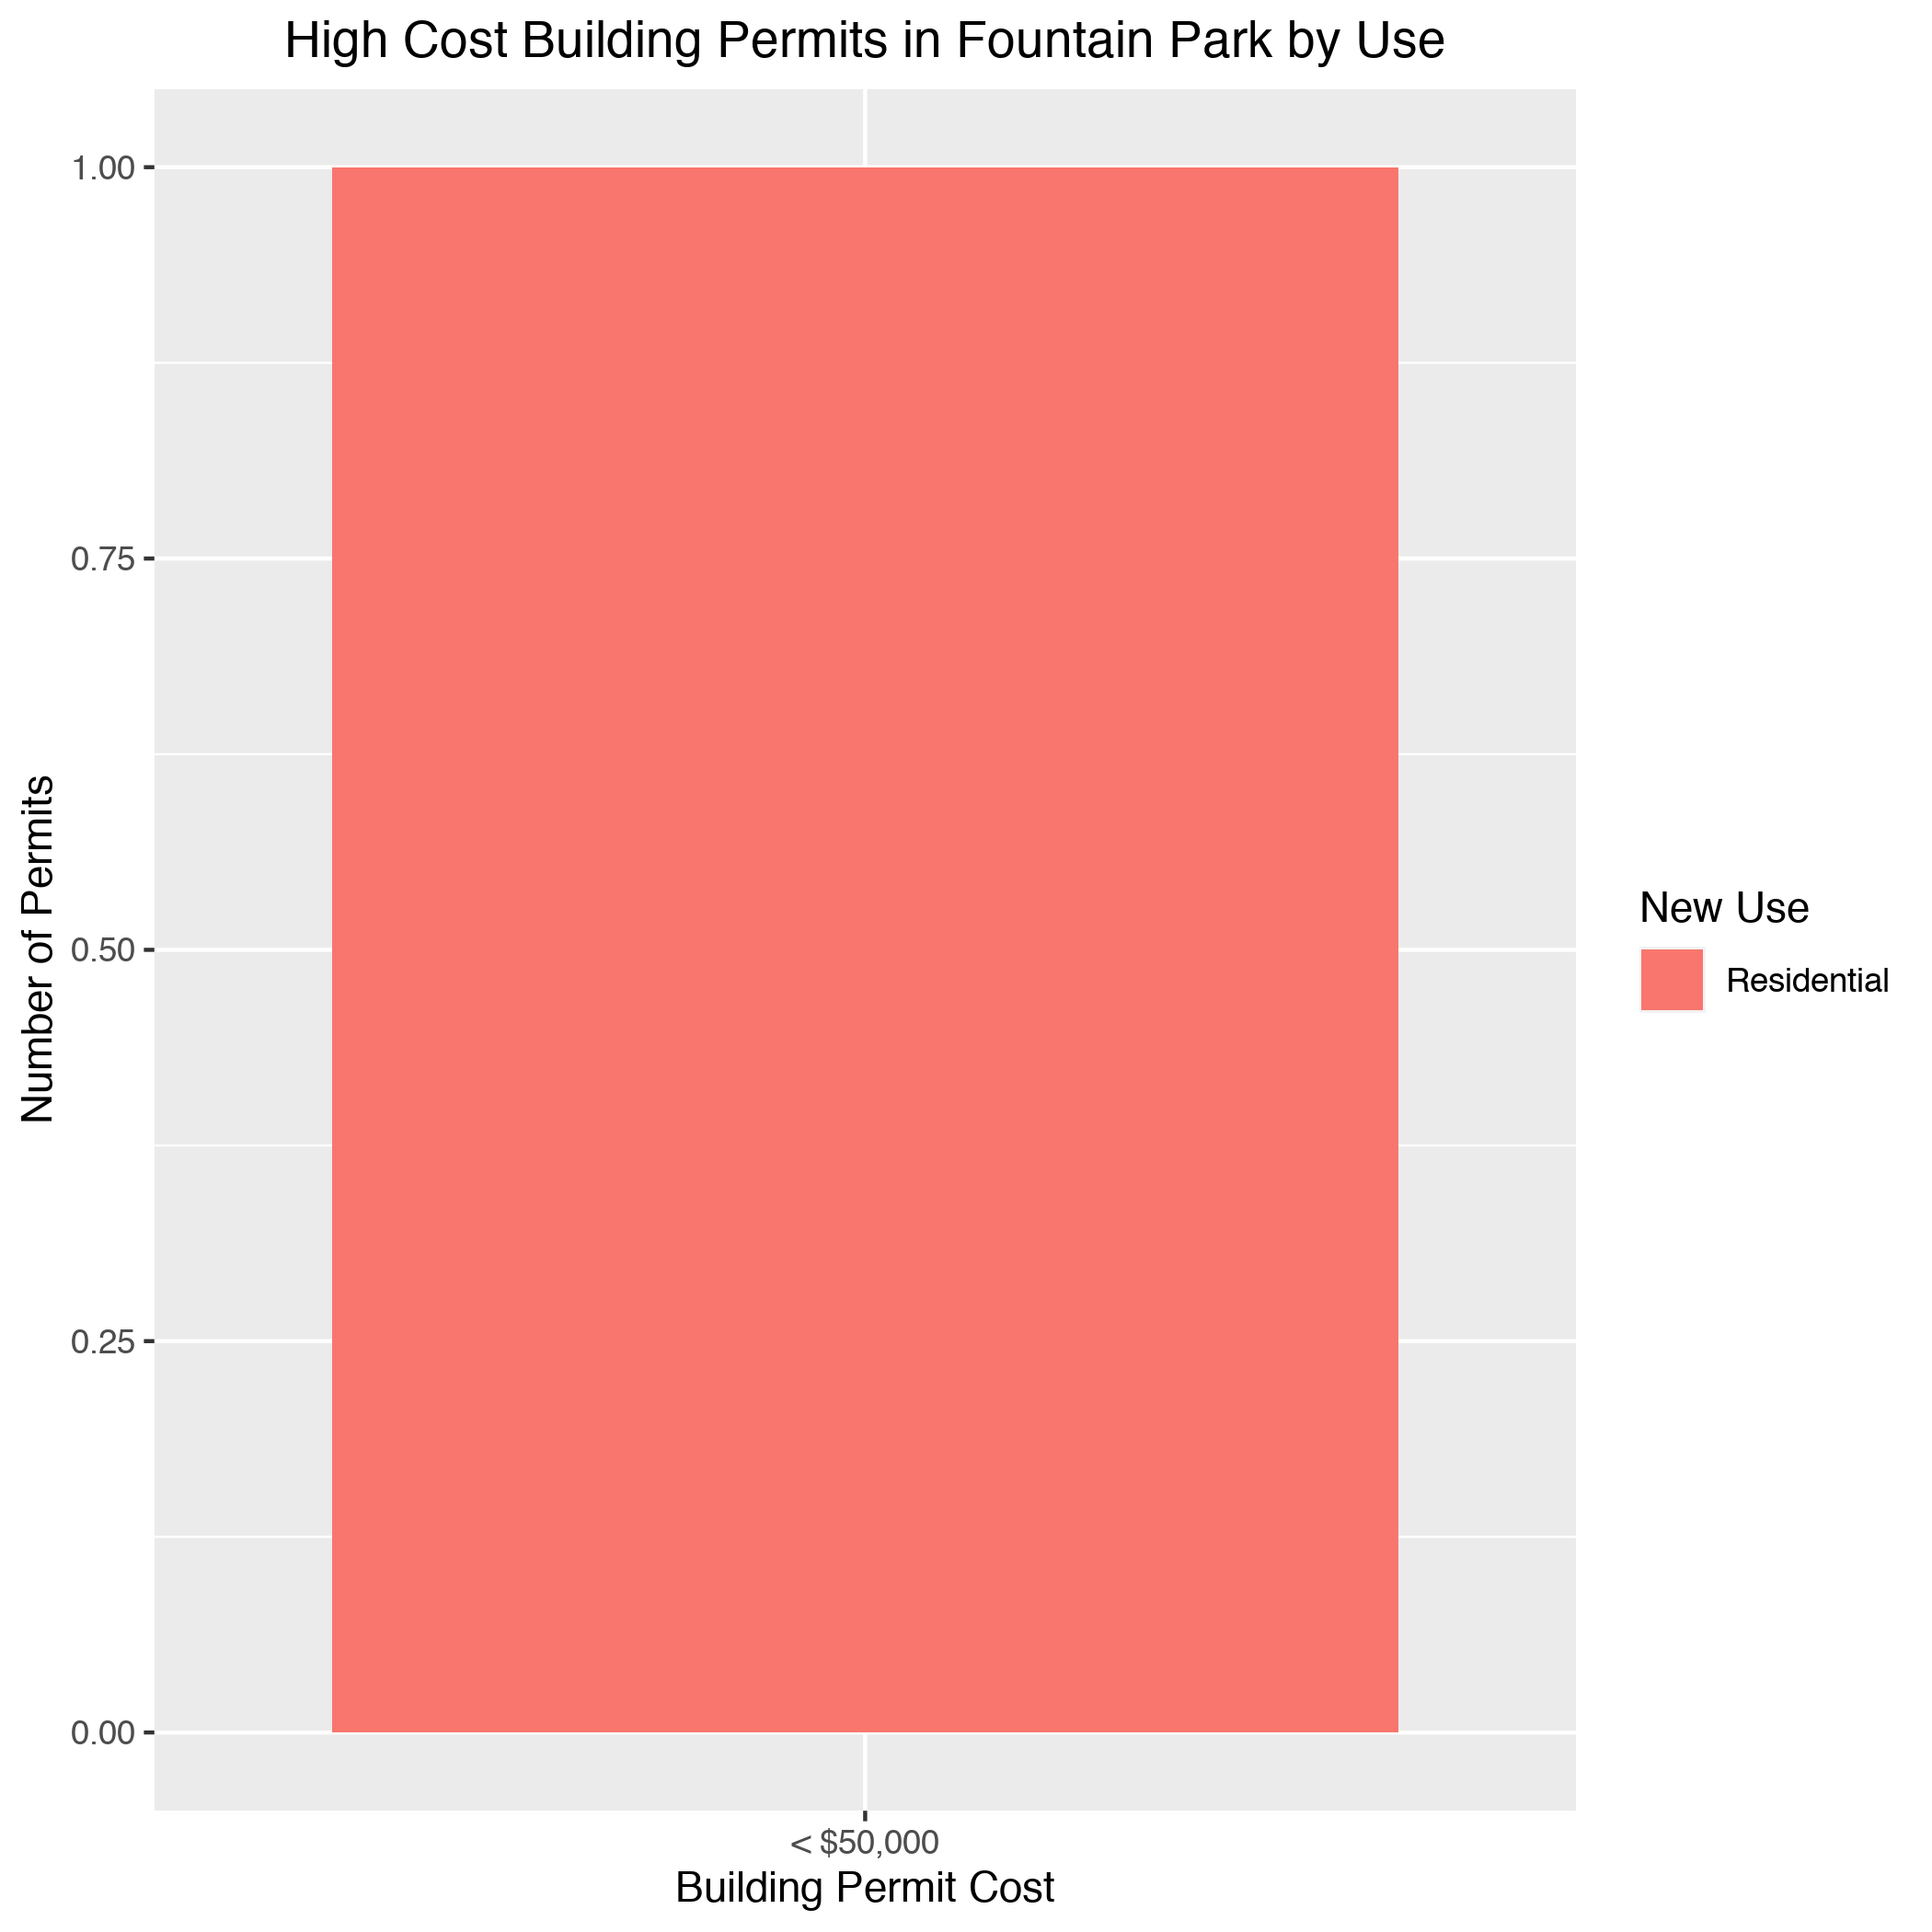 High Cost Building Permits in Fountain Park by Use
1.00
0.75
0.50
0.25
0.00
Number of Permits
< $50,000
Building Permit Cost
New Use
Residential